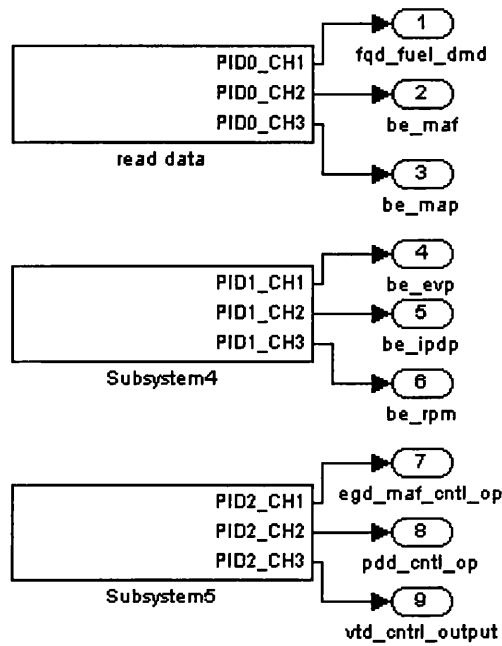 1
PID0_CH1
fqd_fuel_dmd
PID0_CH2
2
be_maf
PID0_CH3
read data
3
be_map
4
PID1_CH1
be_evp
PID1_CH2
5
be_ipdp
PID1_CH3
Subsystem4
6
be_rpm
7
PID2_CH1
egd_maf_cntl_op
PID2_CH2
8
pdd_cntl_op
PID2_CH3
Subsystem5
9
vtd_cntrl_output